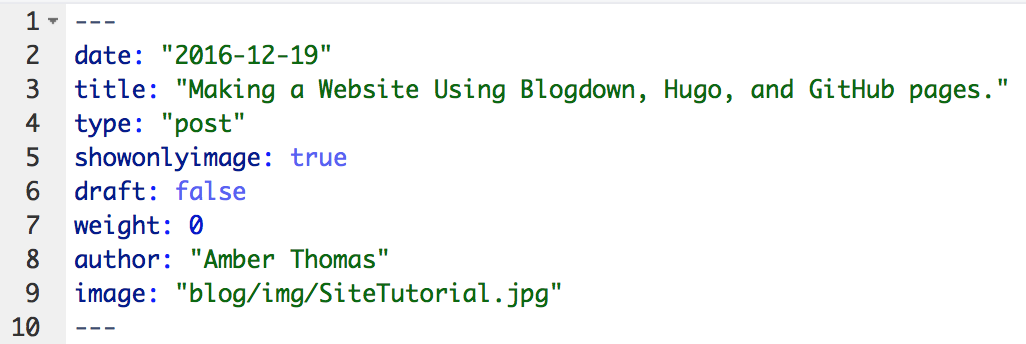 1 ---
2 date: "2016-12-19"
3 title: "Making a Website Using Blogdown, Hugo, and GitHub pages."
4 type: "post"
5 showonlyimage: true
6 draft: false
7 weight: 0
8 author: "Amber Thomas"
9 image: "blog/img/SiteTutorial.jpg"
10 ---